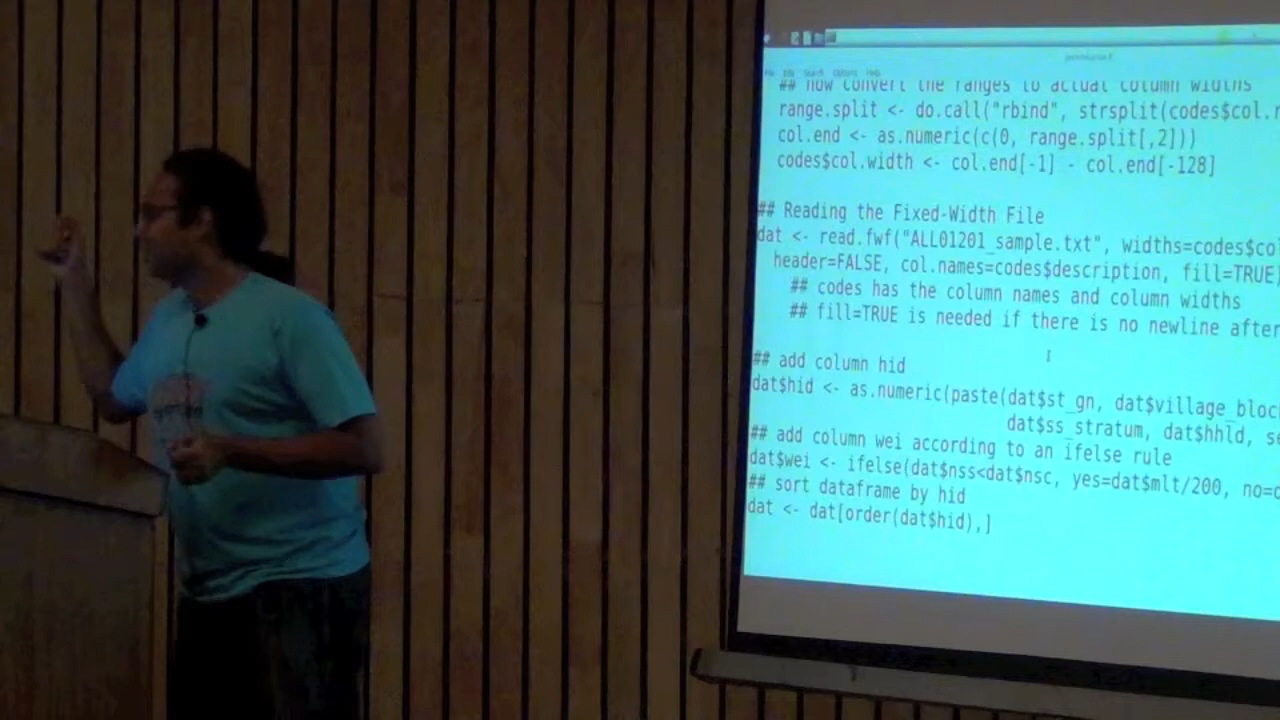 Search Options Help
## now convert the ranges to actual column widths
range.split <- do.call("rbind", strsplit(codes$col.r
col.end <- as.numeric(c(0, range.split[,2]))
codes$col.width <- col.end[-1] - col.end[-128]
## Reading the Fixed-Width File
dat <- read.fwf("ALL01201_sample.txt", widths=codes$co
header=FALSE, col.names=codes$description, fill=TRUE)
## codes has the column names and column widths
## fill=TRUE is needed if there is no newline after
## add column hid
dat$hid <- as.numeric(paste(dat$st_gn, dat$village_bloc
dat$ss_stratum, dat$hhld, se
## add column wei according to an ifelse rule
dat$wei <- ifelse(dat$nss<dat$nsc, yes=dat$mlt/200, no=d
## sort dataframe by hid
dat <- dat[order(dat$hid),]